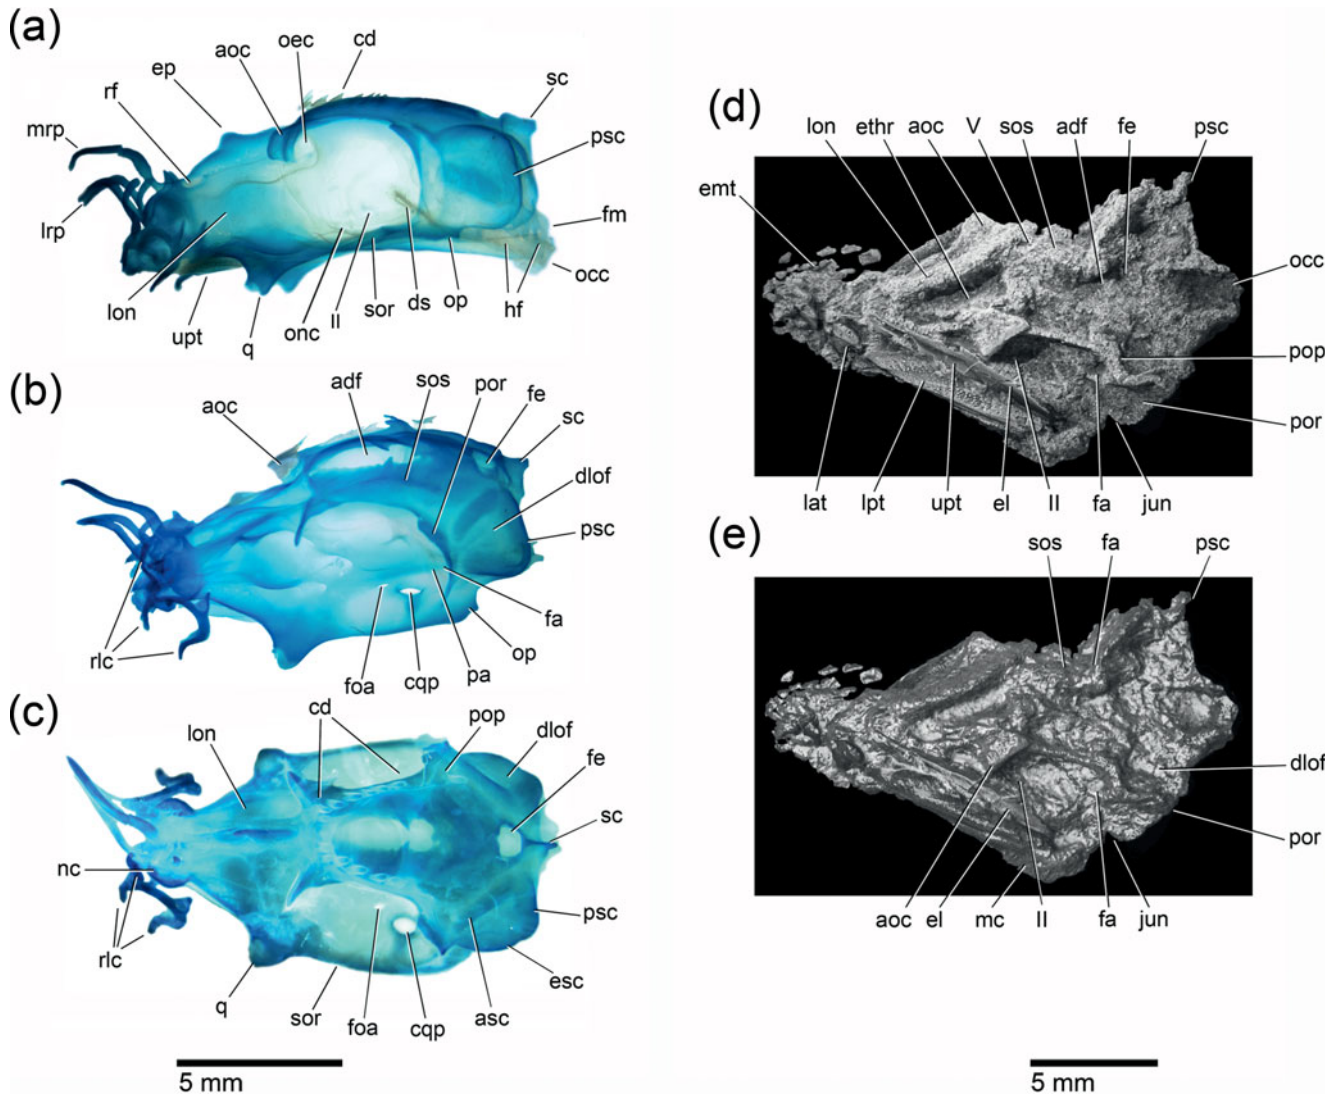 (a)
ep
aoc
oec
cd
sc
rf
mrp
psc
lrp
fm
occ
lon
upt
q
onc
II
sor
ds
op
hf
(b)
aoc
adf
sos
por
fe
sc
dlof
psc
rlc
foa
cqp
pa
op
fa
(c)
lon
cd
pop
dlof
fe
sc
nc
psc
rlc
q
sor
foa
cqp
asc
esc
5 mm
(d)
lon
ethr
aoc
V
sos
adf
fe
psc
emt
occ
pop
por
lat
lpt
upt
el
II
fa
jun
(e)
sos
fa
psc
dlof
por
aoc
el
mc
II
fa
jun
5 mm